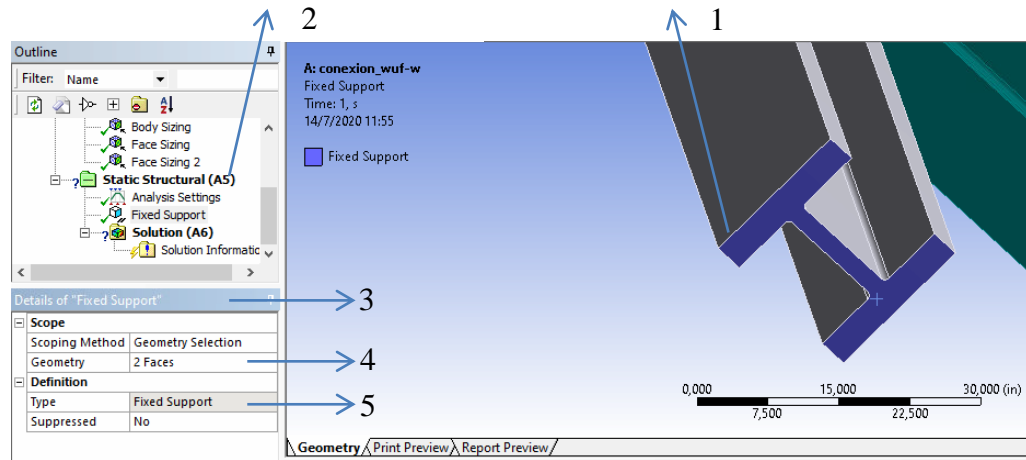 2
1
Outline
Filter: Name
Body Sizing
Face Sizing
Face Sizing 2
Static Structural (A5)
Analysis Settings
Fixed Support
Solution (A6)
Solution Informatic
A: conexion_wuf-w
Fixed Support
Time: 1, s
14/7/2020 11:55
Fixed Support
Details of "Fixed Support"
3
Scope
Scoping Method Geometry Selection
Geometry 2 Faces
4
Definition
Type Fixed Support
5
Suppressed No
0,000 15,000 30,000 (in)
7,500 22,500
Geometry Print Preview Report Preview